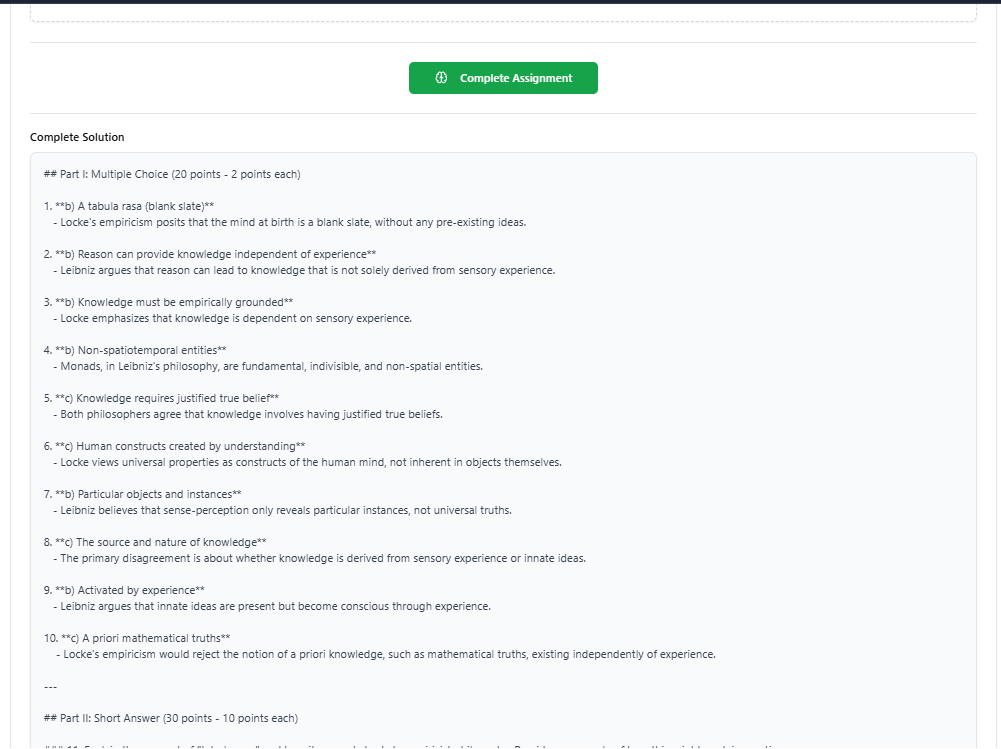 Complete Assignment
Complete Solution
## Part I: Multiple Choice (20 points - 2 points each)
1. **b) A tabula rasa (blank slate)**
- Locke's empiricism posits that the mind at birth is a blank slate, without any pre-existing ideas.
2. **b) Reason can provide knowledge independent of experience**
- Leibniz argues that reason can lead to knowledge that is not solely derived from sensory experience.
3. **b) Knowledge must be empirically grounded**
- Locke emphasizes that knowledge is dependent on sensory experience.
4. **b) Non-spatiotemporal entities**
- Monads, in Leibniz's philosophy, are fundamental, indivisible, and non-spatial entities.
5. **c) Knowledge requires justified true belief**
- Both philosophers agree that knowledge involves having justified true beliefs.
6. **c) Human constructs created by understanding**
- Locke views universal properties as constructs of the human mind, not inherent in objects themselves.
7. **b) Particular objects and instances**
- Leibniz believes that sense-perception only reveals particular instances, not universal truths.
8. **c) The source and nature of knowledge**
- The primary disagreement is about whether knowledge is derived from sensory experience or innate ideas.
9. **b) Activated by experience**
- Leibniz argues that innate ideas are present but become conscious through experience.
10. **c) A priori mathematical truths**
- Locke's empiricism would reject the notion of a priori knowledge, such as mathematical truths, existing independently of experience.
---
## Part II: Short Answer (30 points - 10 points each)